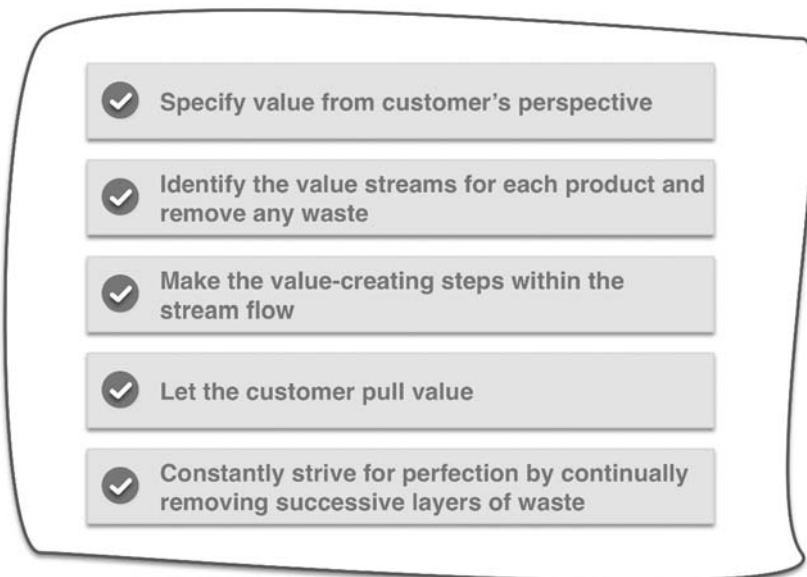 Specify value from customer’s perspective
Identify the value streams for each product and
remove any waste
Make the value-creating steps within the
stream flow
Let the customer pull value
Constantly strive for perfection by continually
removing successive layers of waste